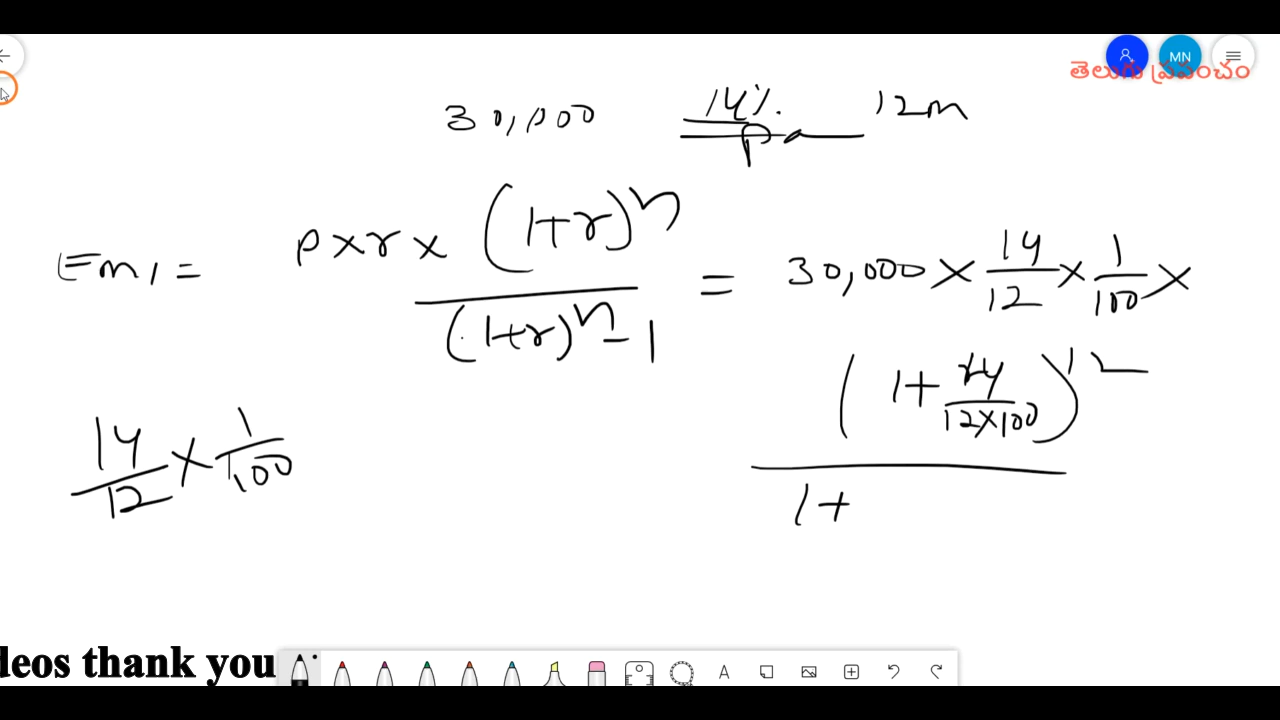 MN
తెలుగు ప్రపంచం
30,000 14% Pa 12m
EMI = P×r× (1+r)^n / (1+r)^n - 1 = 30,000 × 14/12 × 1/100 ×
(1 + 14/12×100)^12
14/12 × 1/100
1+
deos thank you
A